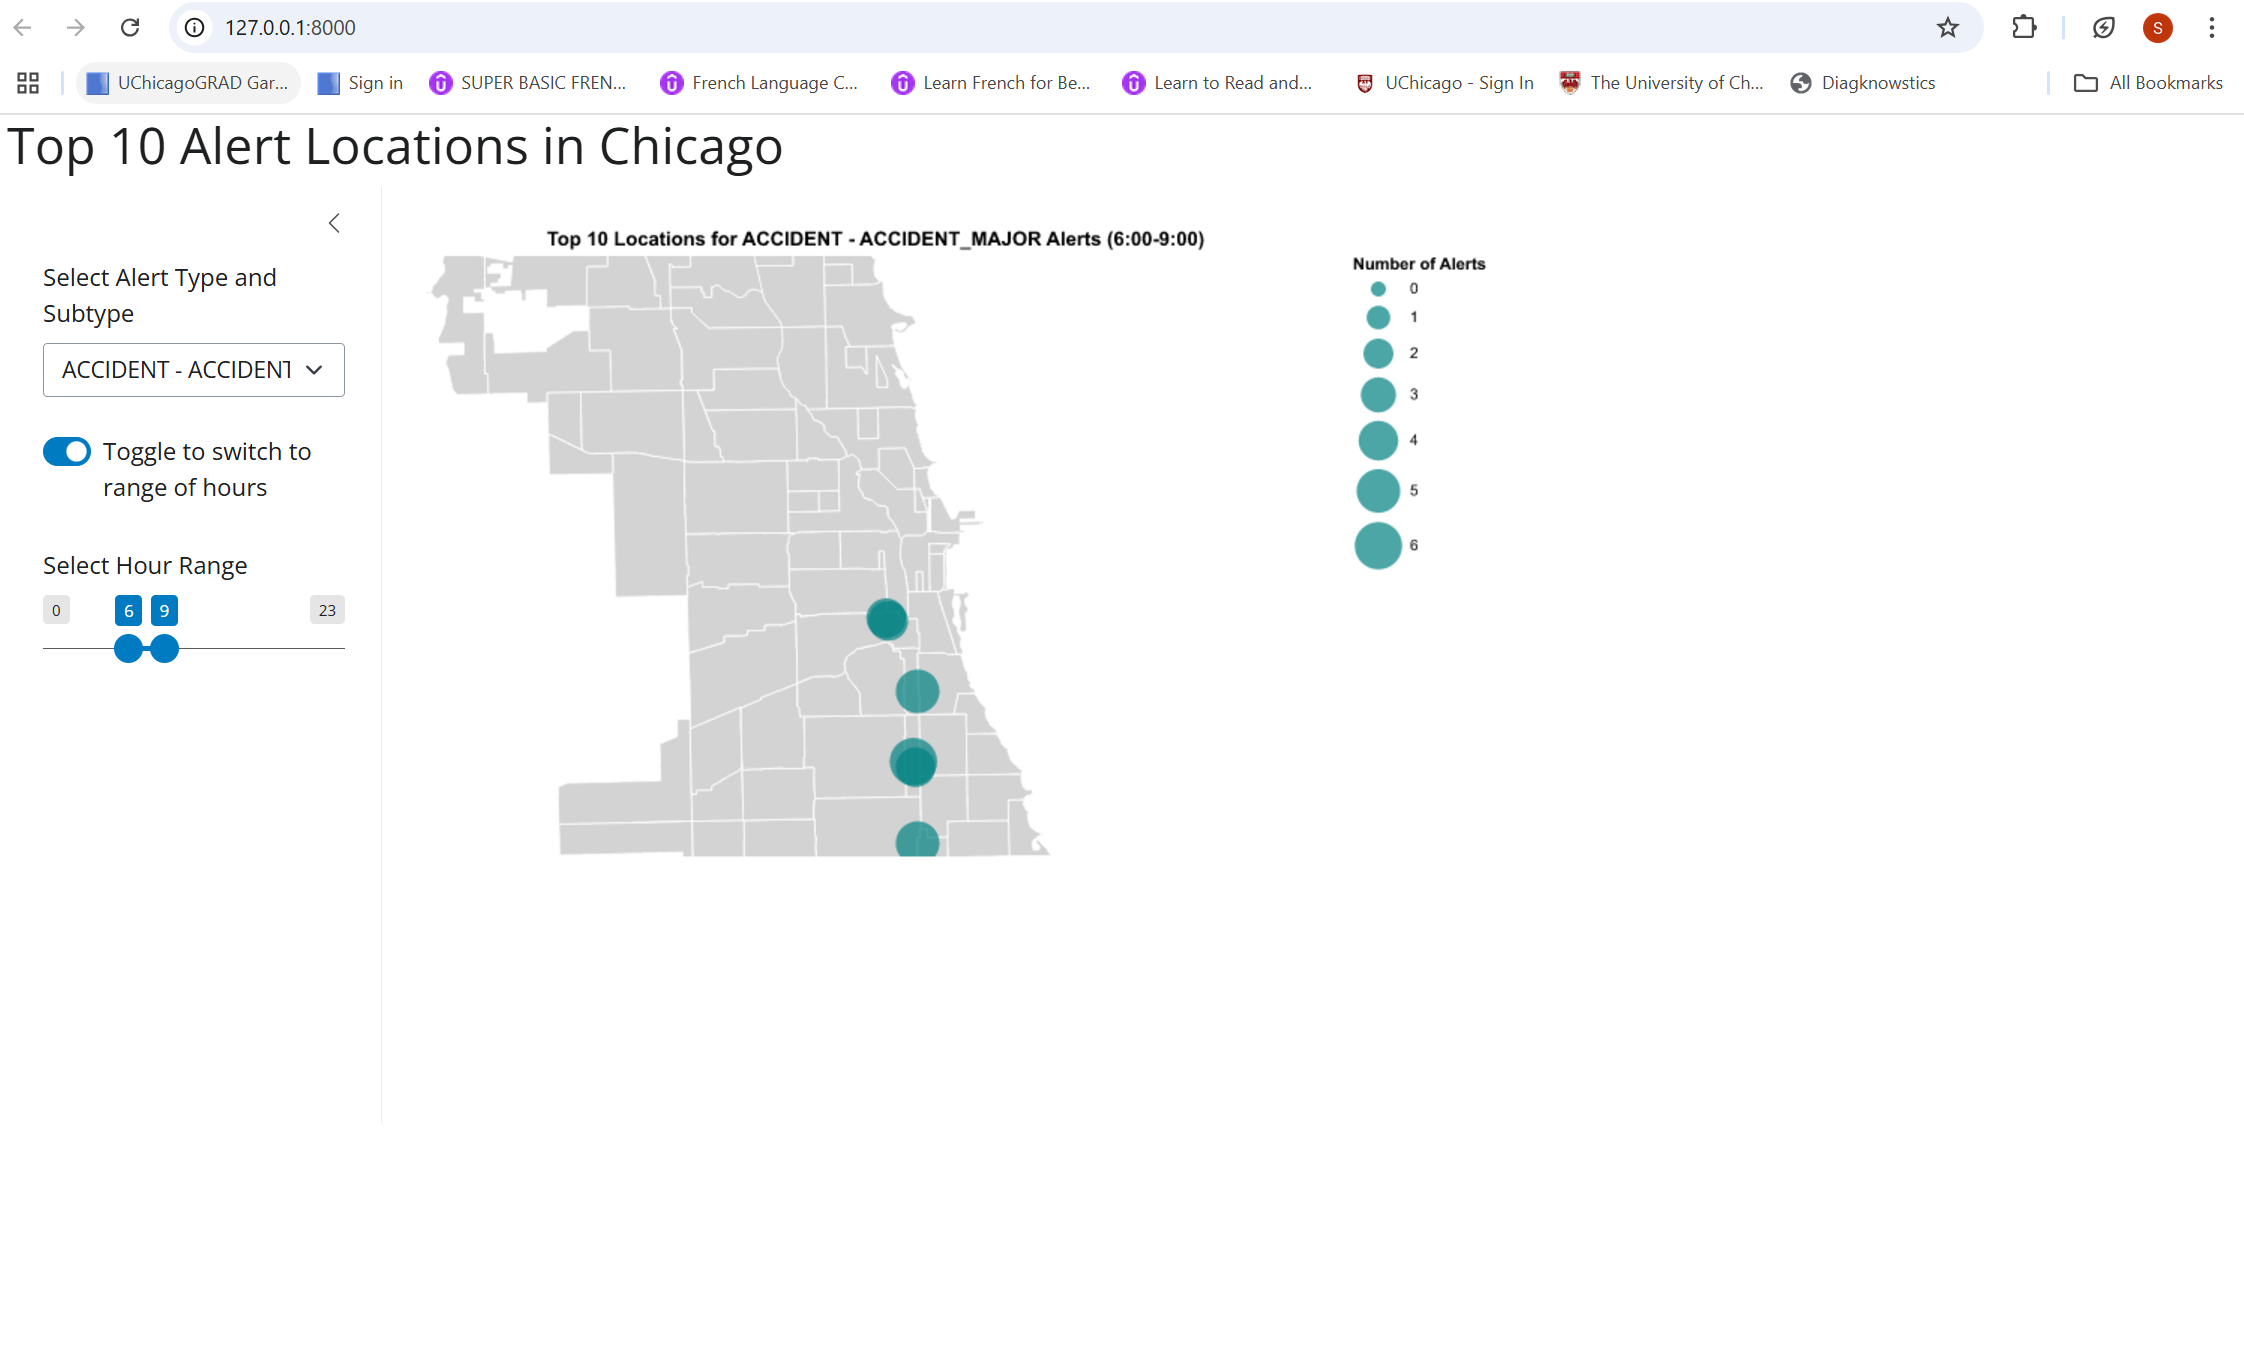 127.0.0.1:8000
S
UChicagoGRAD Gar...
Sign in
SUPER BASIC FREN...
French Language C...
Learn French for Be...
Learn to Read and...
UChicago - Sign In
The University of Ch...
Diagknowstics
All Bookmarks
Top 10 Alert Locations in Chicago
Select Alert Type and
Subtype
ACCIDENT - ACCIDENT
Toggle to switch to
range of hours
Select Hour Range
0 6 9 23
Top 10 Locations for ACCIDENT - ACCIDENT_MAJOR Alerts (6:00-9:00)
Number of Alerts
0
1
2
3
4
5
6